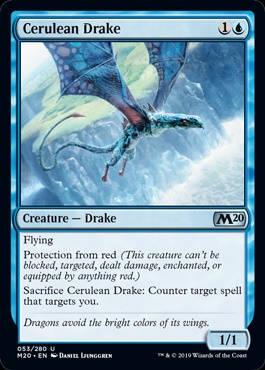 Cerulean Drake 1
Creature — Drake M20
Flying
Protection from red (This creature can't be
blocked, targeted, dealt damage, enchanted, or
equipped by anything red.)
Sacrifice Cerulean Drake: Counter target spell
that targets you.
Dragons avoid the bright colors of its wings.
1/1
053/280 U
M20 • EN Daniel Ljunggren
™ & © 2019 Wizards of the Coast